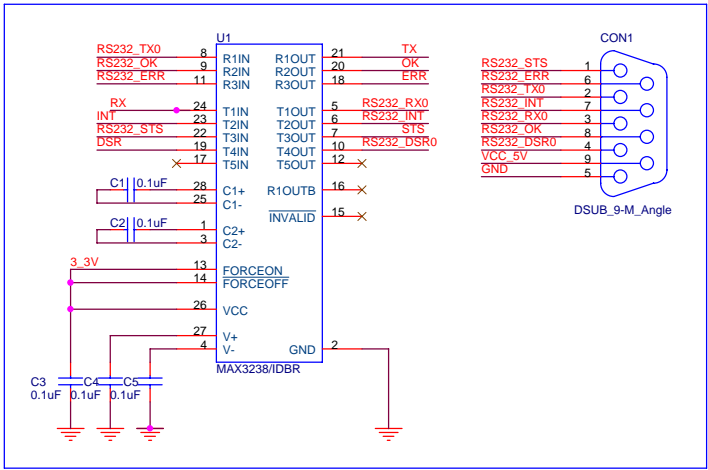 U1
CON1
RS232_TX0 8 R1IN R1OUT 21 TX
RS232_OK 9 R2IN R2OUT 20 OK
RS232_ERR 11 R3IN R3OUT 18 ERR
RX 24 T1IN T1OUT 5 RS232_RX0
INT 23 T2IN T2OUT 6 RS232_INT
RS232_STS 22 T3IN T3OUT 7 STS
DSR 19 T4IN T4OUT 10 RS232_DSR0
17 T5IN T5OUT 12
C1 0.1uF 28 C1+ R1OUTB 16
25 C1-
INVALID 15
C2 0.1uF 1 C2+
3 C2-
3_3V 13 FORCEON
14 FORCEOFF
26 VCC
27 V+
4 V- GND 2
MAX3238/IDBR
C3 C4 C5
0.1uF 0.1uF 0.1uF
RS232_STS 1
RS232_ERR 6
RS232_TX0 2
RS232_INT 7
RS232_RX0 3
RS232_OK 8
RS232_DSR0 4
VCC_5V 9
GND 5
DSUB_9-M_Angle